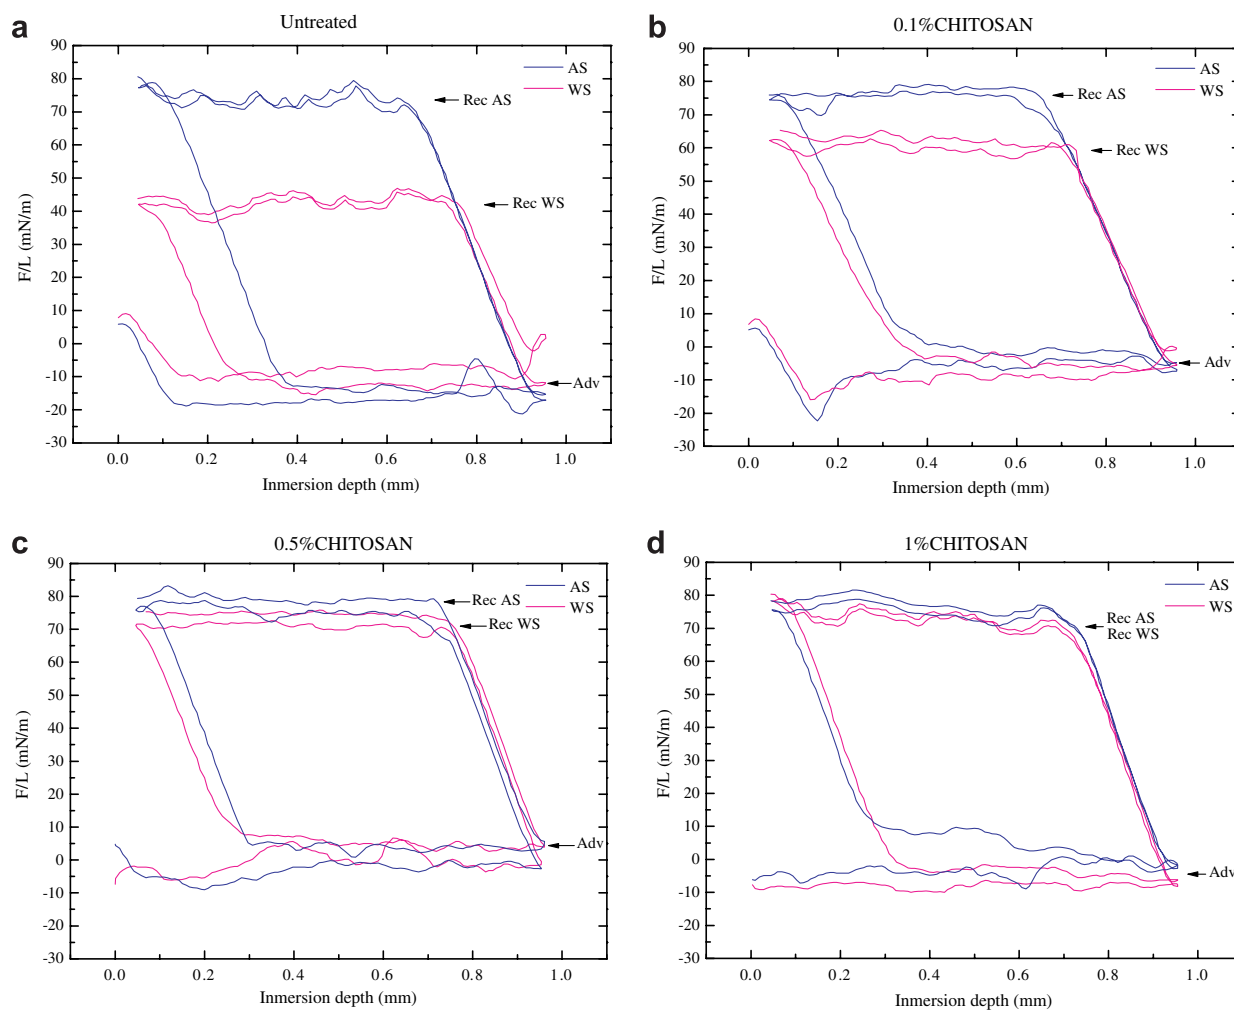 a
Untreated
90
80
70
60
50
40
30
20
10
0
-10
-20
-30
F/L (mN/m)
AS
WS
Rec AS
Rec WS
Adv
0.0 0.2 0.4 0.6 0.8 1.0
Inmersion depth (mm)
b
0.1%CHITOSAN
90
80
70
60
50
40
30
20
10
0
-10
-20
-30
F/L (mN/m)
AS
WS
Rec AS
Rec WS
Adv
0.0 0.2 0.4 0.6 0.8 1.0
Inmersion depth (mm)
c
0.5%CHITOSAN
90
80
70
60
50
40
30
20
10
0
-10
-20
-30
F/L (mN/m)
AS
WS
Rec AS
Rec WS
Adv
0.0 0.2 0.4 0.6 0.8 1.0
Inmersion depth (mm)
d
1%CHITOSAN
90
80
70
60
50
40
30
20
10
0
-10
-20
-30
F/L (mN/m )
AS
WS
Rec AS
Rec WS
Adv
0.0 0.2 0.4 0.6 0.8 1.0
Inmersion depth (mm)